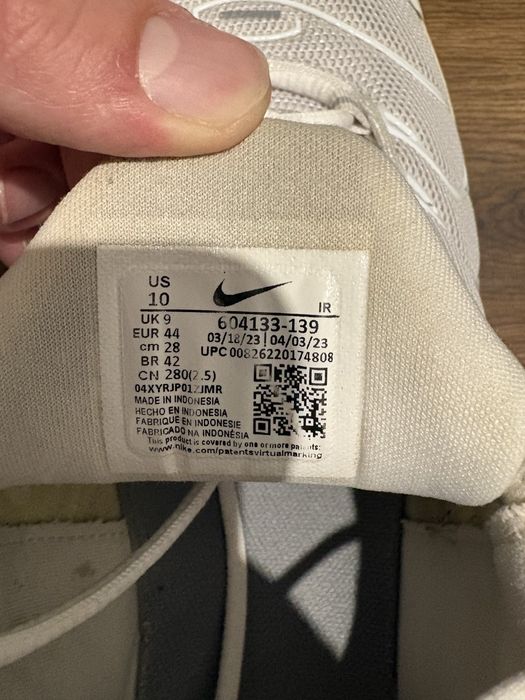 US
10
IR
UK 9
604133-139
EUR 44
03/18/23 | 04/03/23
cm 28
UPC 00826220174808
BR 42
CN 280(2.5)
MADE IN INDONESIA
HECHO EN INDONESIA
FABRIQUÉ EN INDONESIE
FABRICADO NA INDONÉSIA
This product is covered by one or more patents:
www.nike.com/patentsvirtualmarking